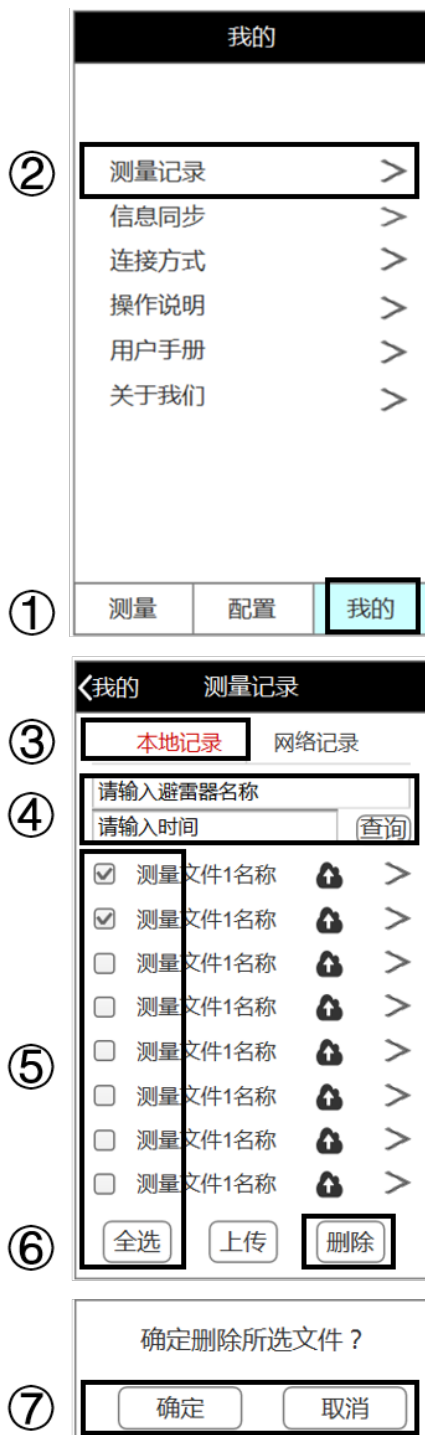 我的
② 测量记录 >
信息同步 >
连接方式 >
操作说明 >
用户手册 >
关于我们 >
① 测量 配置 我的
<我的 测量记录
③ 本地记录 网络记录
请输入避雷器名称
④ 请输入时间 查询
测量文件1名称 >
测量文件1名称 >
测量文件1名称 >
测量文件1名称 >
⑤ 测量文件1名称 >
测量文件1名称 >
测量文件1名称 >
测量文件1名称 >
⑥ 全选 上传 删除
确定删除所选文件？
⑦ 确定 取消